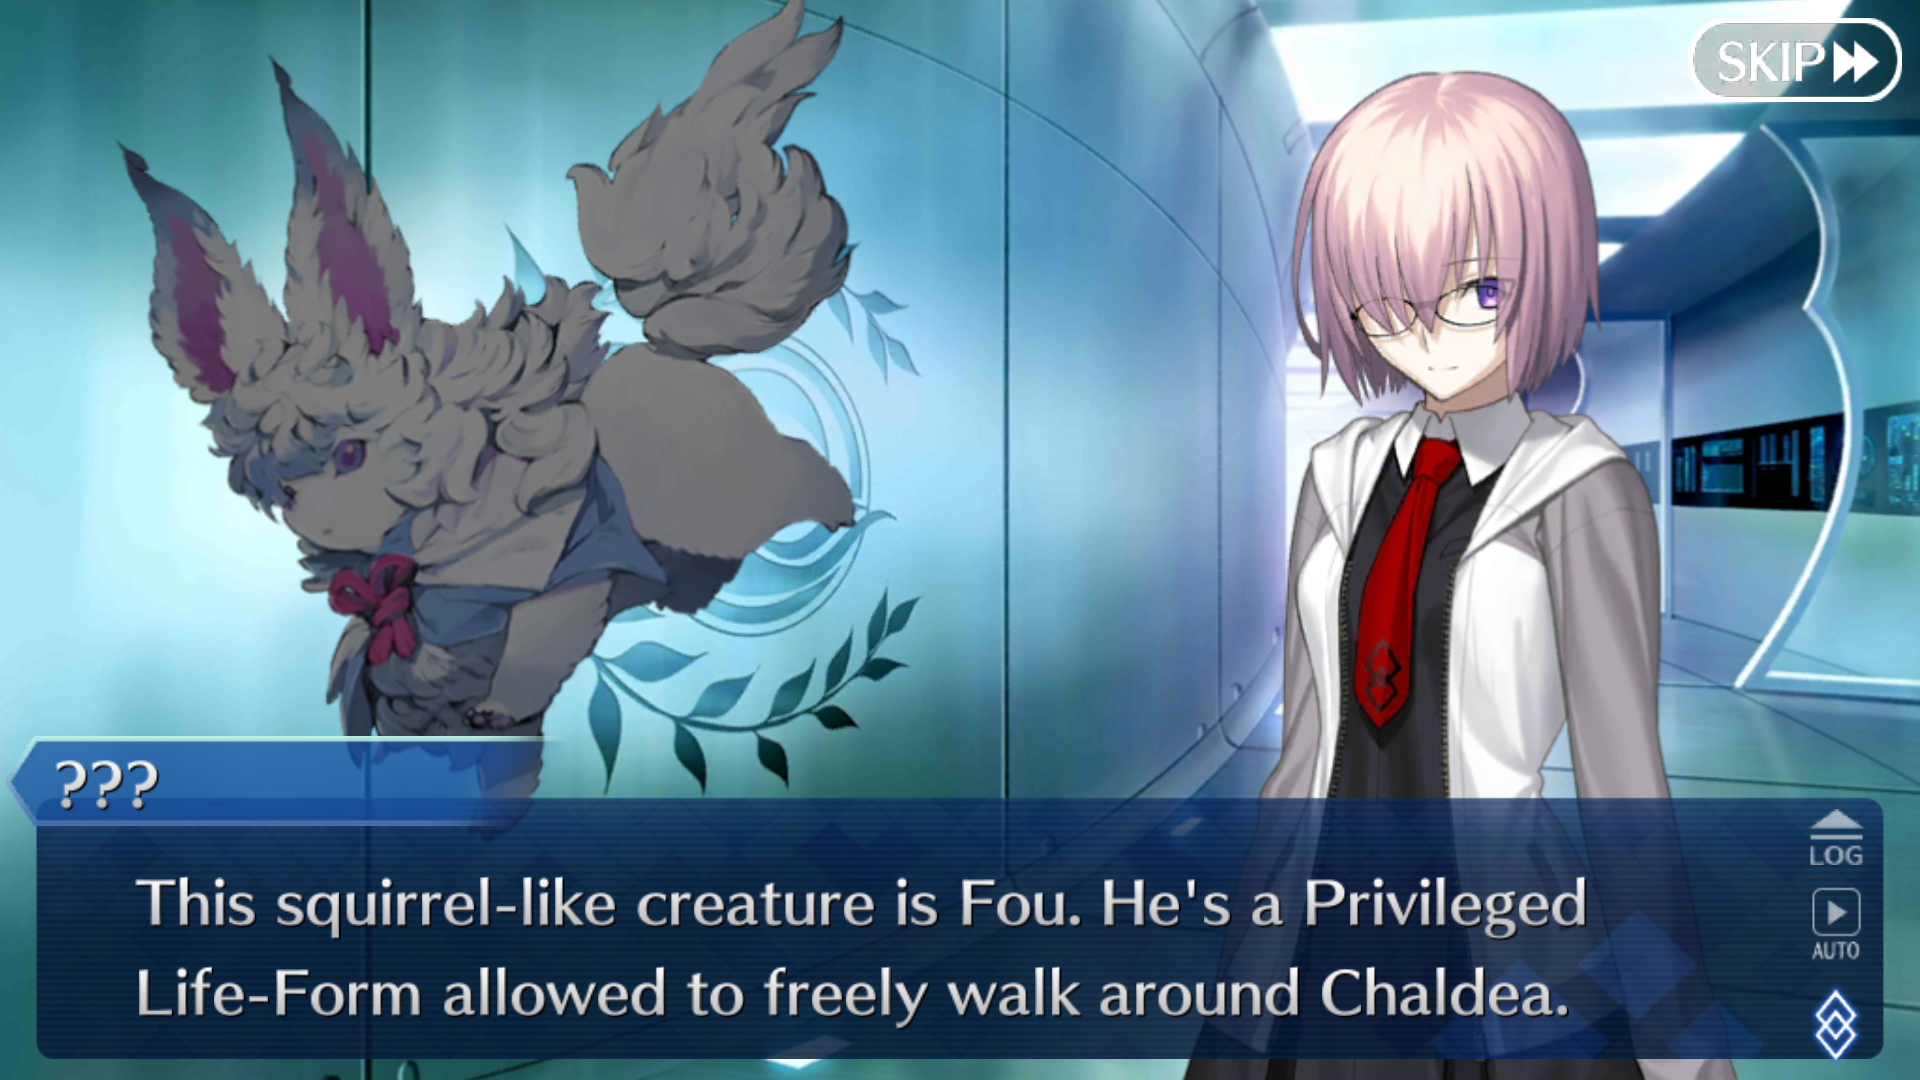 SKIP
???
This squirrel-like creature is Fou. He's a Privileged
Life-Form allowed to freely walk around Chaldea.
LOG
AUTO